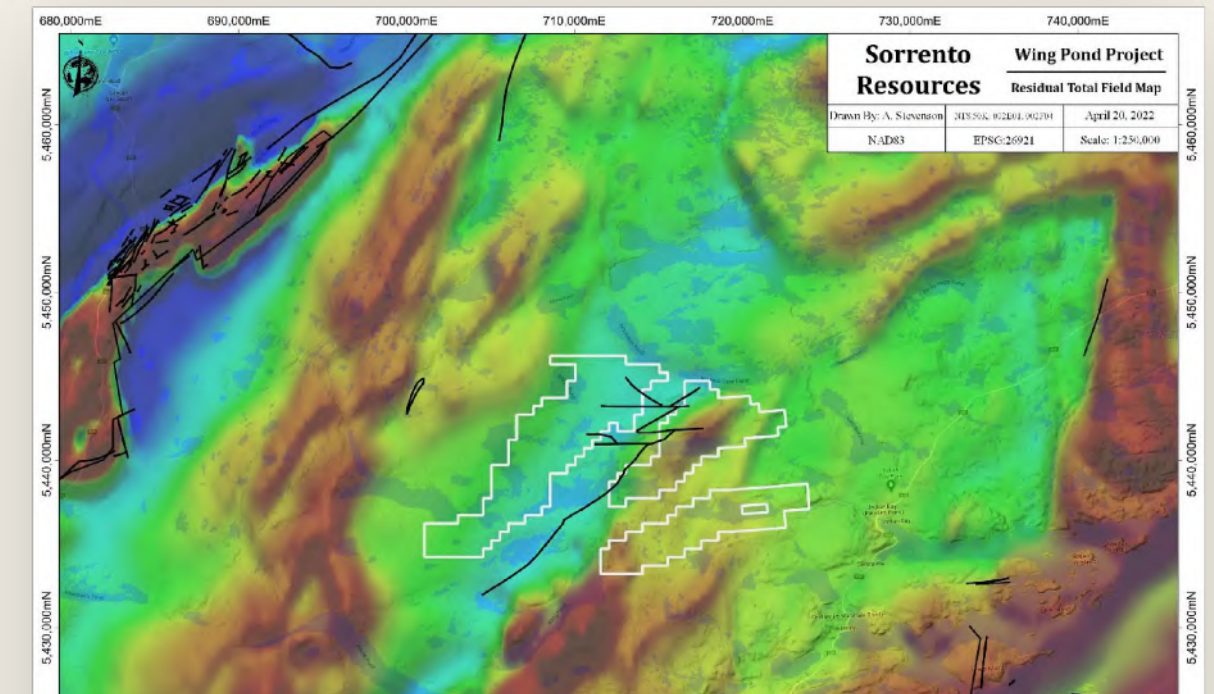 680,000mE 690,000mE 700,000mE 710,000mE 720,000mE 730,000mE 740,000mE
Sorrento
Resources
Wing Pond Project
Residual Total Field Map
Drawn By: A. Stevenson
April 20, 2022
NAD83
EPSG:26921
Scale: 1:250,000
5,460,000mN
5,450,000mN
5,440,000mN
5,430,000mN
5,460,000mN
5,450,000mN
5,440,000mN
5,430,000mN